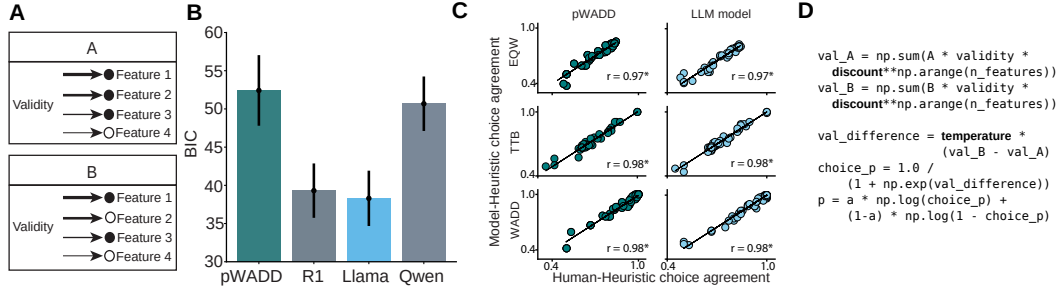 A
A
Validity
Feature 1
Feature 2
Feature 3
Feature 4
B
Validity
Feature 1
Feature 2
Feature 3
Feature 4
B
BIC
60
55
50
45
40
35
30
pWADD
R1
Llama
Qwen
C
pWADD
LLM model
Model-Heuristic choice agreement
EQW
1.0
0.4
r = 0.97*
r = 0.97*
TTB
1.0
0.4
r = 0.98*
r = 0.98*
WADD
1.0
0.4
r = 0.98*
r = 0.98*
0.4
1.0
0.4
1.0
Human-Heuristic choice agreement
D
val_A = np.sum(A * validity *
discount**np.arange(n_features))
val_B = np.sum(B * validity *
discount**np.arange(n_features))
val_difference = temperature *
(val_B - val_A)
choice_p = 1.0 /
(1 + np.exp(val_difference))
p = a * np.log(choice_p) +
(1-a) * np.log(1 - choice_p)